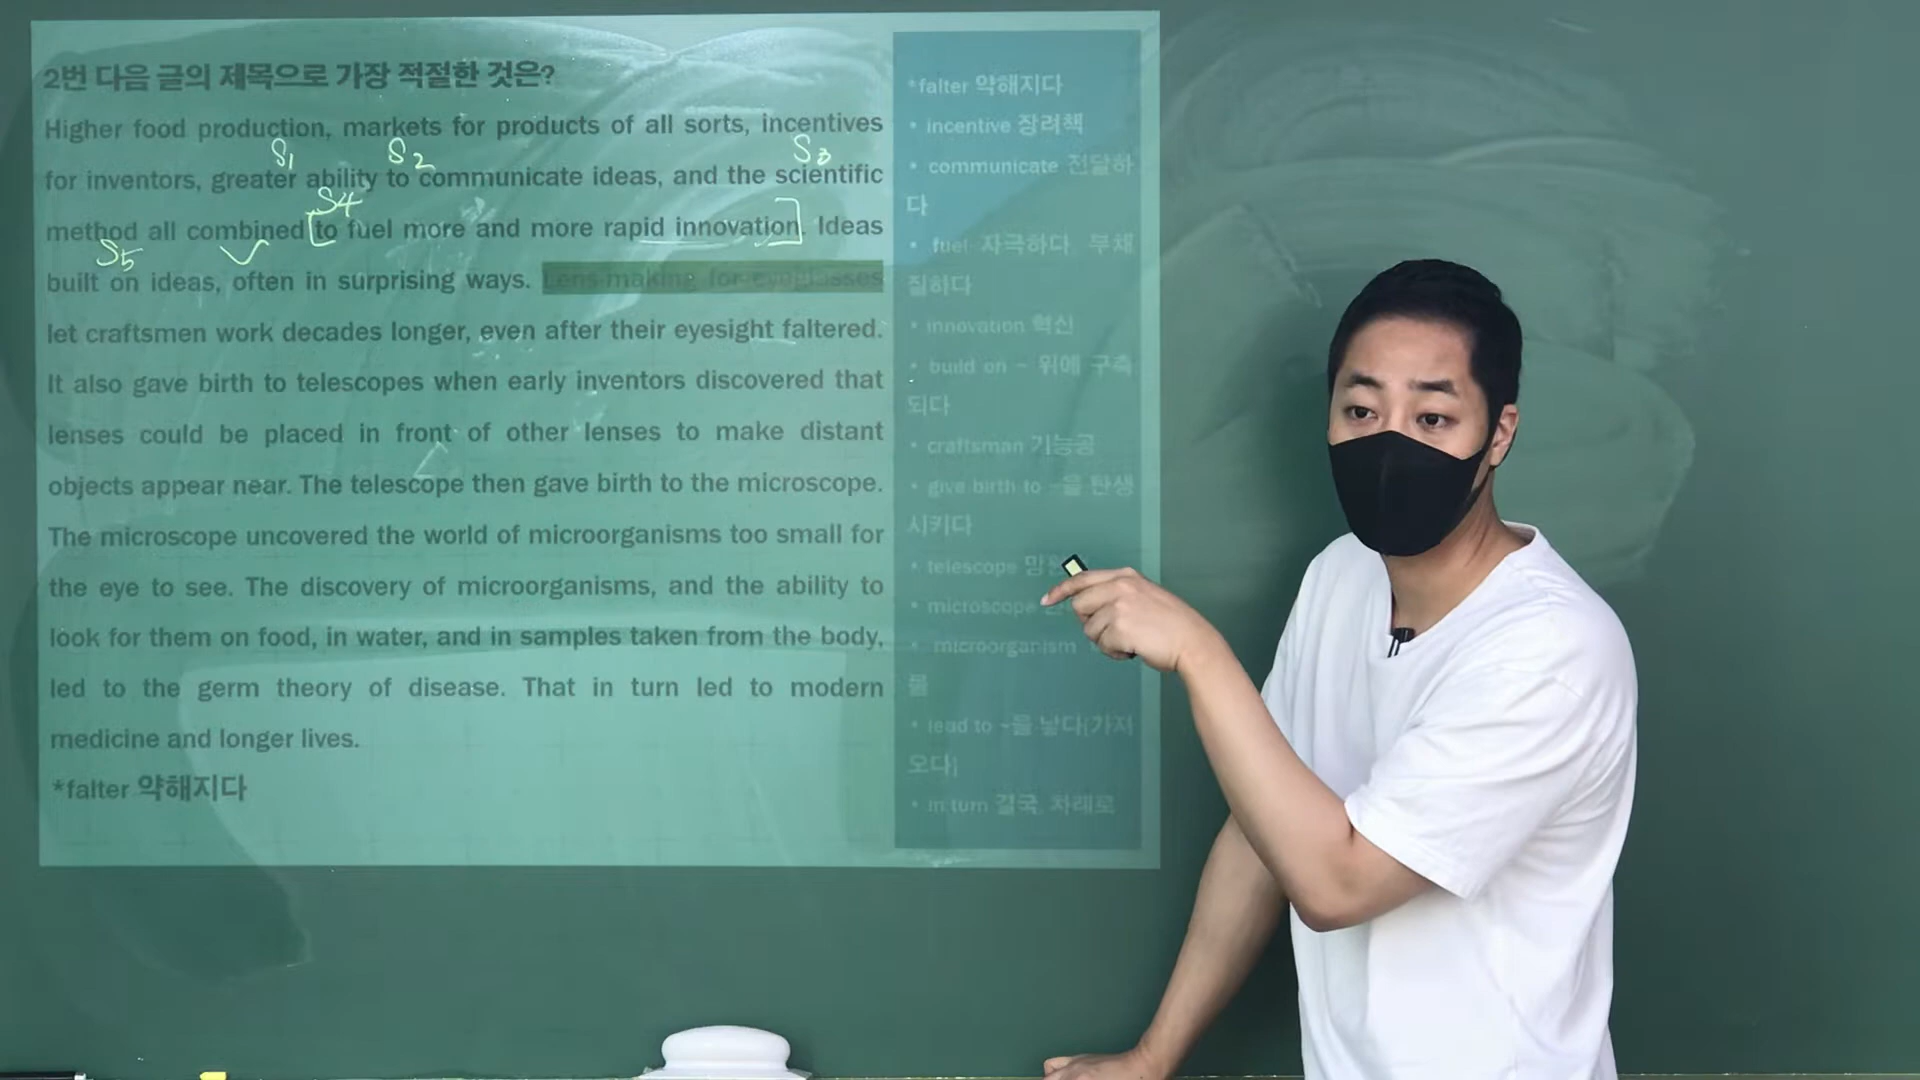 2번 다음 글의 제목으로 가장 적절한 것은?
Higher food production, markets for products of all sorts, incentives
S1 S2 S3
for inventors, greater ability to communicate ideas, and the scientific
S4
method all combined [to fuel more and more rapid innovation]. Ideas
S5
built on ideas, often in surprising ways. Lens-making for eyeglasses
let craftsmen work decades longer, even after their eyesight faltered.
It also gave birth to telescopes when early inventors discovered that
lenses could be placed in front of other lenses to make distant
objects appear near. The telescope then gave birth to the microscope.
The microscope uncovered the world of microorganisms too small for
the eye to see. The discovery of microorganisms, and the ability to
look for them on food, in water, and in samples taken from the body,
led to the germ theory of disease. That in turn led to modern
medicine and longer lives.
*falter 약해지다
*falter 약해지다
• incentive 장려책
• communicate 전달하
다
• fuel 자극하다, 부채
질하다
• innovation 혁신
• build on ~ 위에 구축
되다
• craftsman 기능공
• give birth to ~을 탄생
시키다
• telescope
• microscope
• microorganism
물
• lead to ~을 낳다[가져
오다]
• in turn 결국, 차례로